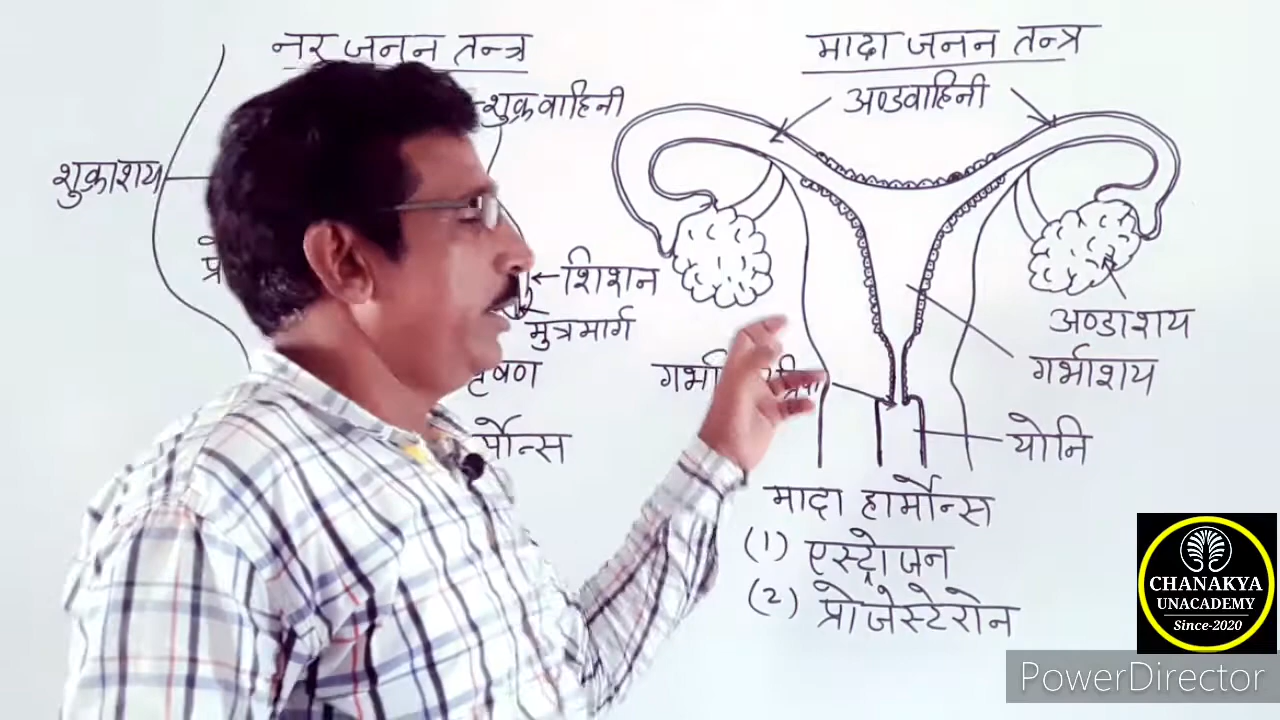 नर जनन तन्त्र
शुक्रवाहिनी
शुक्राशय
शिशन
मुत्रमार्ग
मादा जनन तन्त्र
अण्डवाहिनी
अण्डाशय
गर्भाशय
योनि
मादा हार्मोन्स
(1) एस्ट्रोजन
(2) प्रोजेस्टेरोन
CHANAKYA
UNACADEMY
Since-2020
PowerDirector